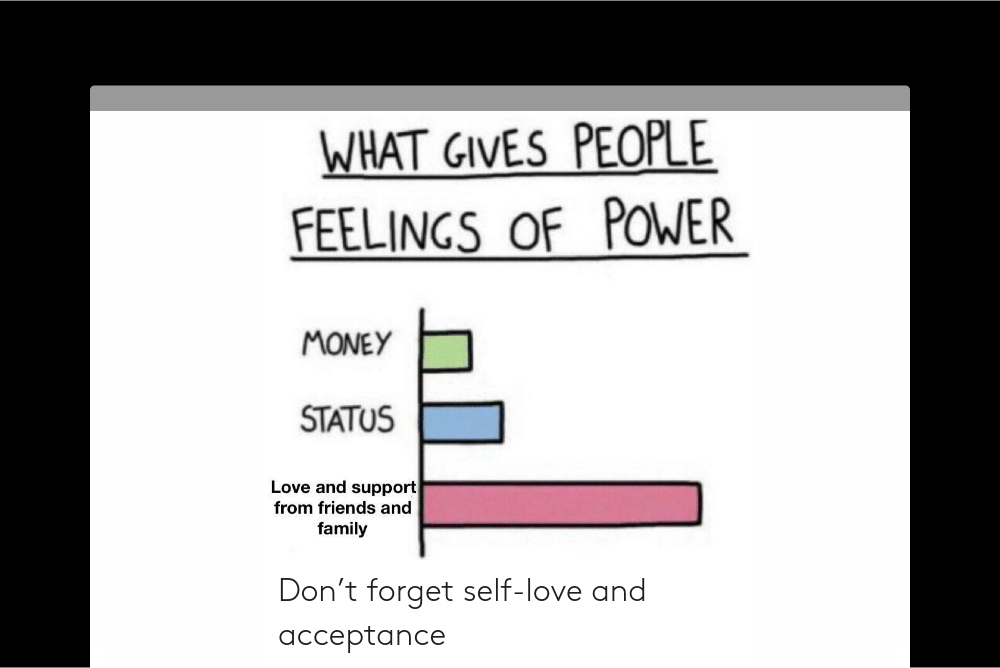 WHAT GIVES PEOPLE
FEELINGS OF POWER
MONEY
STATUS
Love and support
from friends and
family
Don't forget self-love and
acceptance